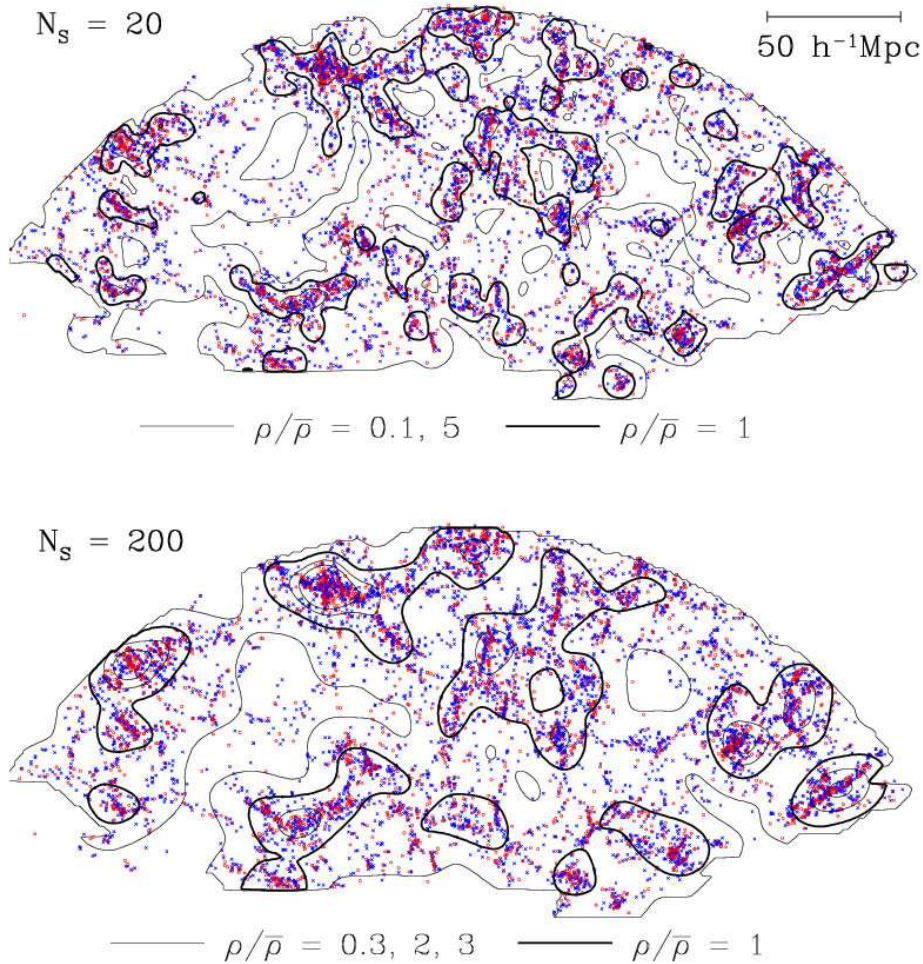 N_s = 20
50 h⁻¹Mpc
ρ/ρ̅ = 0.1, 5
ρ/ρ̅ = 1
N_s = 200
ρ/ρ̅ = 0.3, 2, 3
ρ/ρ̅ = 1